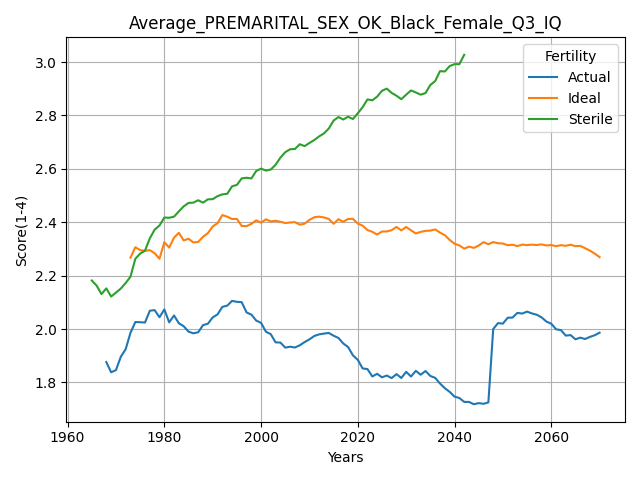 Average_PREMARITAL_SEX_OK_Black_Female_Q3_IQ
Score(1-4)
3.0
2.8
2.6
2.4
2.2
2.0
1.8
Fertility
Actual
Ideal
Sterile
1960 1980 2000 2020 2040 2060
Years